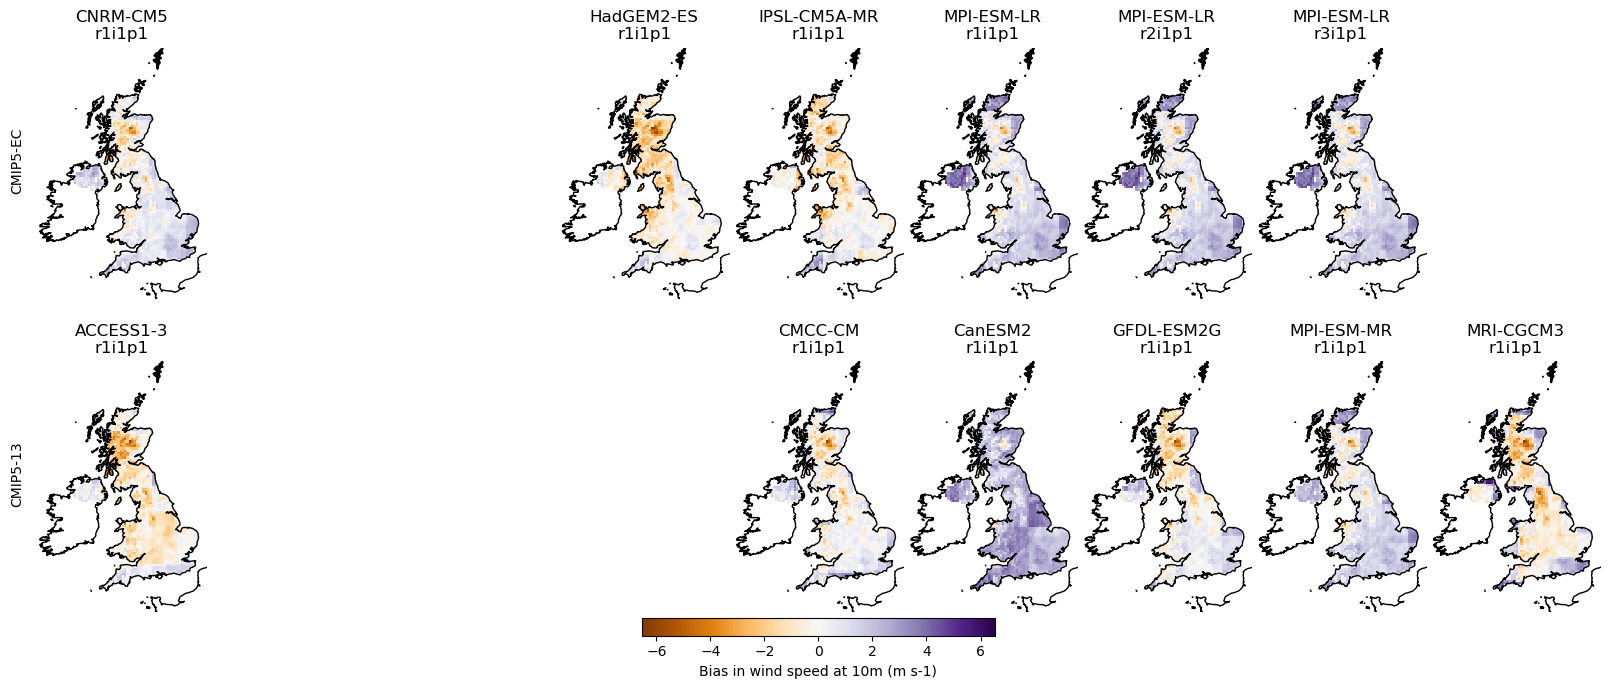 CNRM-CM5
r1i1p1
HadGEM2-ES
r1i1p1
IPSL-CM5A-MR
r1i1p1
MPI-ESM-LR
r1i1p1
MPI-ESM-LR
r2i1p1
MPI-ESM-LR
r3i1p1
CMIP5-EC
ACCESS1-3
r1i1p1
CMCC-CM
r1i1p1
CanESM2
r1i1p1
GFDL-ESM2G
r1i1p1
MPI-ESM-MR
r1i1p1
MRI-CGCM3
r1i1p1
CMIP5-13
−6 −4 −2 0 2 4 6
Bias in wind speed at 10m (m s-1)